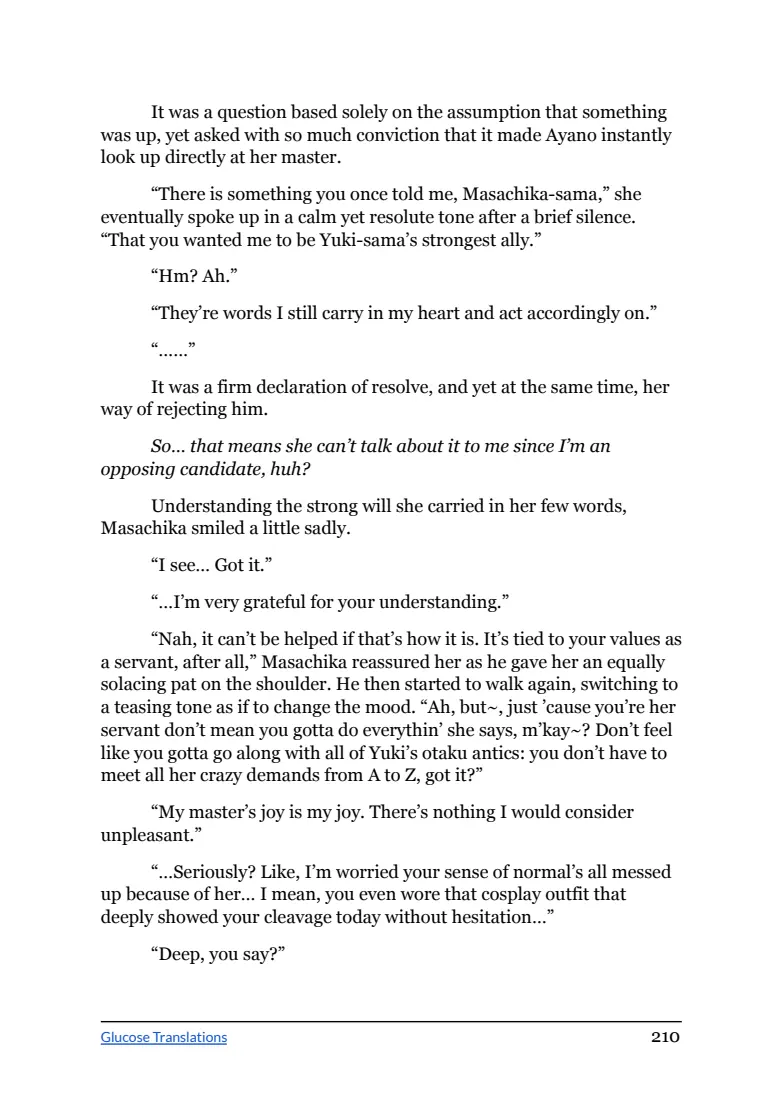 It was a question based solely on the assumption that something
was up, yet asked with so much conviction that it made Ayano instantly
look up directly at her master.
“There is something you once told me, Masachika-sama,” she
eventually spoke up in a calm yet resolute tone after a brief silence.
“That you wanted me to be Yuki-sama’s strongest ally.”
“Hm? Ah.”
“They’re words I still carry in my heart and act accordingly on.”
“......”
It was a firm declaration of resolve, and yet at the same time, her
way of rejecting him.
So... that means she can’t talk about it to me since I’m an
opposing candidate, huh?
Understanding the strong will she carried in her few words,
Masachika smiled a little sadly.
“I see... Got it.”
“...I’m very grateful for your understanding.”
“Nah, it can’t be helped if that’s how it is. It’s tied to your values as
a servant, after all,” Masachika reassured her as he gave her an equally
solacing pat on the shoulder. He then started to walk again, switching to
a teasing tone as if to change the mood. “Ah, but~, just ’cause you’re her
servant don’t mean you gotta do everythin’ she says, m’kay~? Don’t feel
like you gotta go along with all of Yuki’s otaku antics: you don’t have to
meet all her crazy demands from A to Z, got it?”
“My master’s joy is my joy. There’s nothing I would consider
unpleasant.”
“...Seriously? Like, I’m worried your sense of normal’s all messed
up because of her... I mean, you even wore that cosplay outfit that
deeply showed your cleavage today without hesitation...”
“Deep, you say?”
Glucose Translations 210